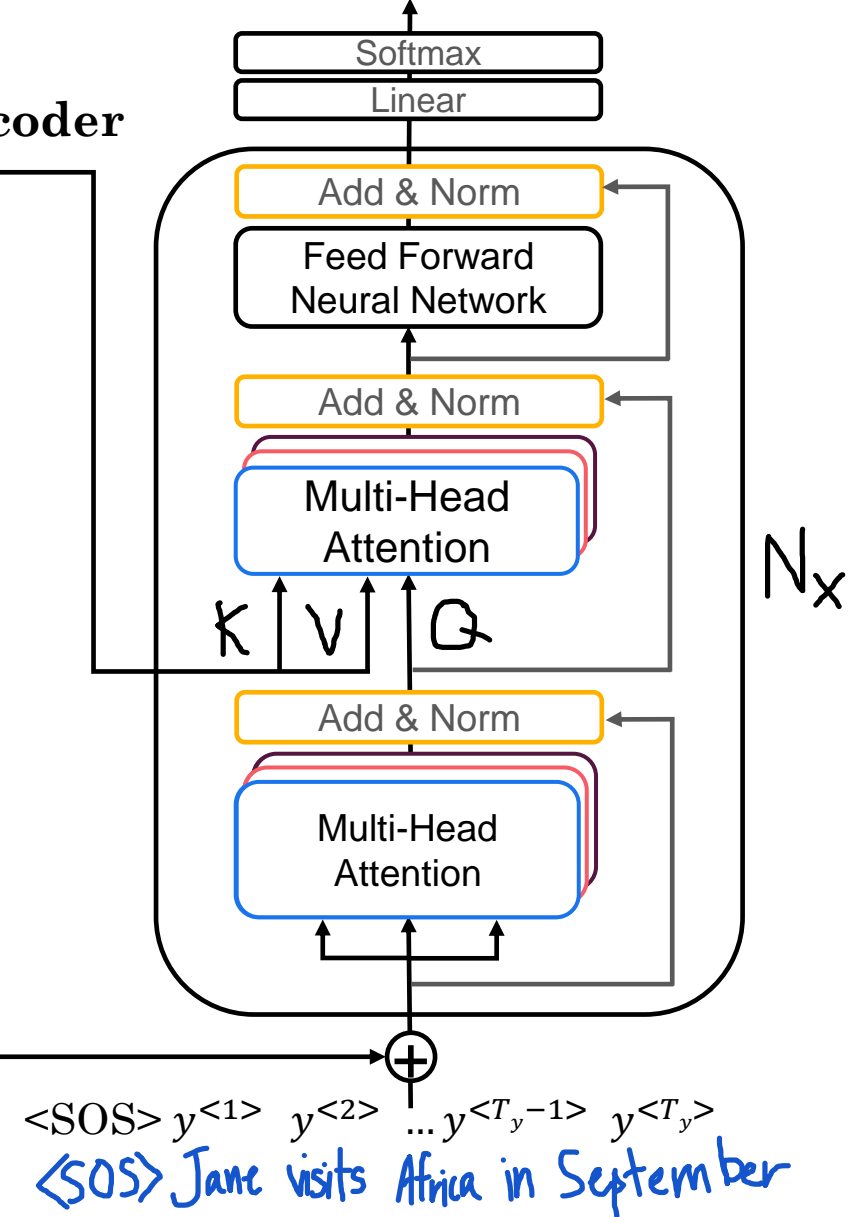 Softmax
Linear
coder
Add & Norm
Feed Forward
Neural Network
Add & Norm
Multi-Head
Attention
Nx
K V Q
Add & Norm
Multi-Head
Attention
+
<SOS> y<1> y<2> … y<Ty−1> y<Ty>
<SOS> Jane visits Africa in September